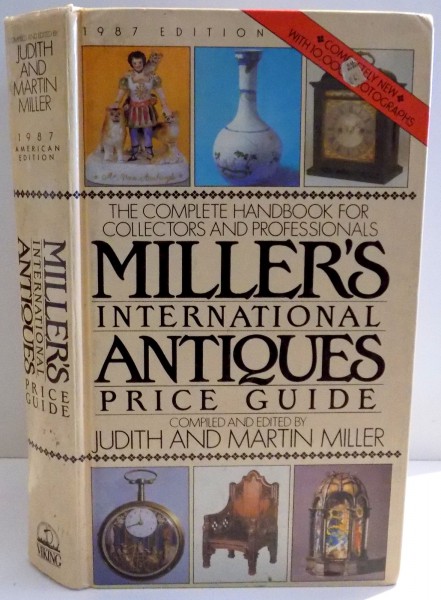 COMPILED AND EDITED BY
JUDITH
AND
MARTIN
MILLER
1987
AMERICAN
EDITION
MILLER'S
INTERNATIONAL
ANTIQUES
PRICE
GUIDE
VIKING
1987 EDITION
COMPLETELY NEW
WITH 10,000 PHOTOGRAPHS
THE COMPLETE HANDBOOK FOR
COLLECTORS AND PROFESSIONALS
MILLER'S
INTERNATIONAL
ANTIQUES
PRICE GUIDE
COMPILED AND EDITED BY
JUDITH AND MARTIN MILLER